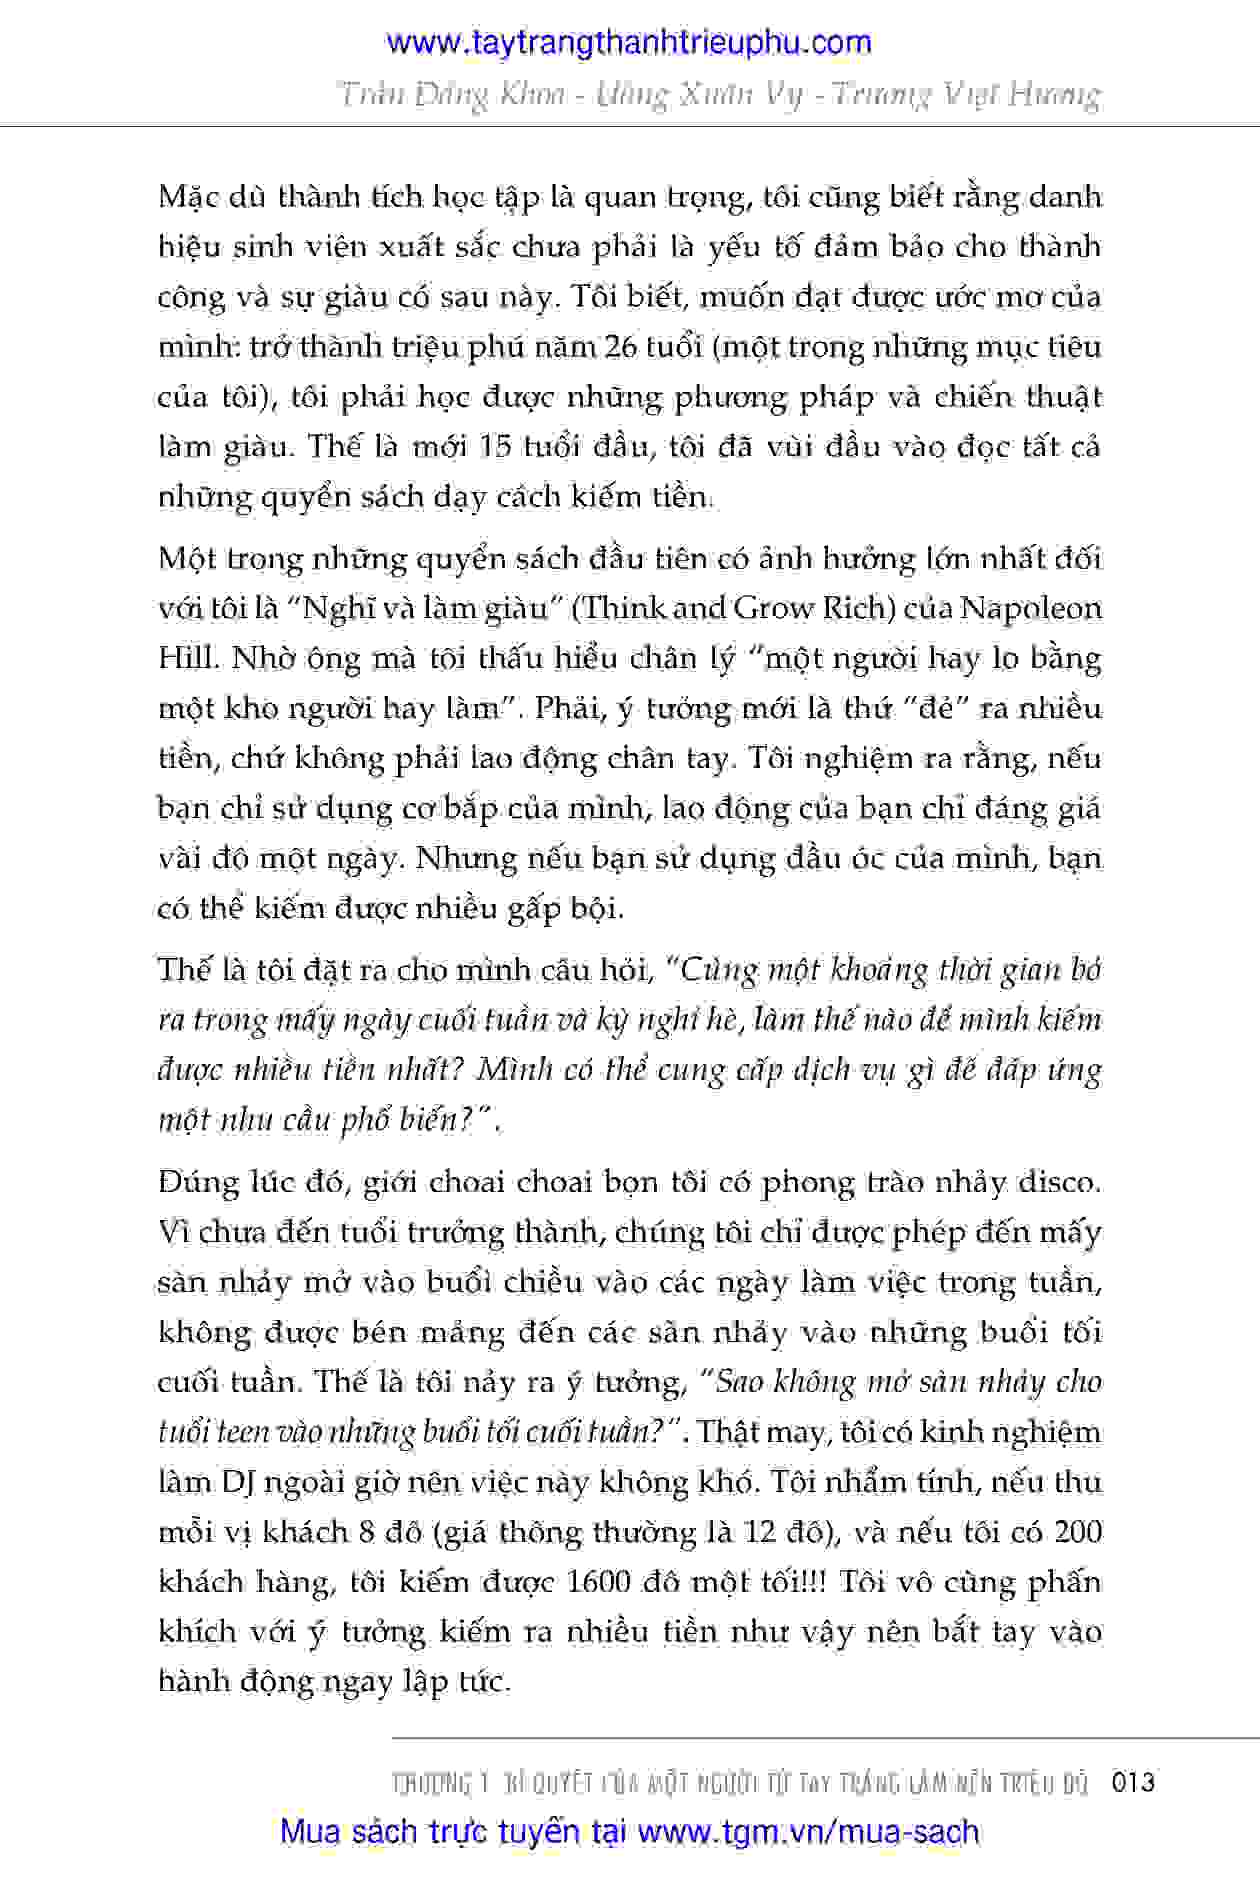 www.taytrangthanhtrieuphu.com
Trần Đăng Khoa - Uông Xuân Vy - Trương Việt Hương
Mặc dù thành tích học tập là quan trọng, tôi cũng biết rằng danh
hiệu sinh viên xuất sắc chưa phải là yếu tố đảm bảo cho thành
công và sự giàu có sau này. Tôi biết, muốn đạt được ước mơ của
mình: trở thành triệu phú năm 26 tuổi (một trong những mục tiêu
của tôi), tôi phải học được những phương pháp và chiến thuật
làm giàu. Thế là mới 15 tuổi đầu, tôi đã vùi đầu vào đọc tất cả
những quyển sách dạy cách kiếm tiền.
Một trong những quyển sách đầu tiên có ảnh hưởng lớn nhất đối
với tôi là “Nghĩ và làm giàu” (Think and Grow Rich) của Napoleon
Hill. Nhờ ông mà tôi thấu hiểu chân lý “một người hay lo bằng
một kho người hay làm”. Phải, ý tưởng mới là thứ “đẻ” ra nhiều
tiền, chứ không phải lao động chân tay. Tôi nghiệm ra rằng, nếu
bạn chỉ sử dụng cơ bắp của mình, lao động của bạn chỉ đáng giá
vài đô một ngày. Nhưng nếu bạn sử dụng đầu óc của mình, bạn
có thể kiếm được nhiều gấp bội.
Thế là tôi đặt ra cho mình câu hỏi, “Cùng một khoảng thời gian bỏ
ra trong mấy ngày cuối tuần và kỳ nghỉ hè, làm thế nào để mình kiếm
được nhiều tiền nhất? Mình có thể cung cấp dịch vụ gì để đáp ứng
một nhu cầu phổ biến?”.
Đúng lúc đó, giới choai choai bọn tôi có phong trào nhảy disco.
Vì chưa đến tuổi trưởng thành, chúng tôi chỉ được phép đến mấy
sàn nhảy mở vào buổi chiều vào các ngày làm việc trong tuần,
không được bén mảng đến các sàn nhảy vào những buổi tối
cuối tuần. Thế là tôi nảy ra ý tưởng, “Sao không mở sàn nhảy cho
tuổi teen vào những buổi tối cuối tuần?”. Thật may, tôi có kinh nghiệm
làm DJ ngoài giờ nên việc này không khó. Tôi nhẩm tính, nếu thu
mỗi vị khách 8 đô (giá thông thường là 12 đô), và nếu tôi có 200
khách hàng, tôi kiếm được 1600 đô một tối!!! Tôi vô cùng phấn
khích với ý tưởng kiếm ra nhiều tiền như vậy nên bắt tay vào
hành động ngay lập tức.
CHƯƠNG 1 BÍ QUYẾT CỦA MỘT NGƯỜI TỪ TAY TRẮNG LÀM NÊN TRIỆU ĐÔ 013
Mua sách trực tuyến tại www.tgm.vn/mua-sach